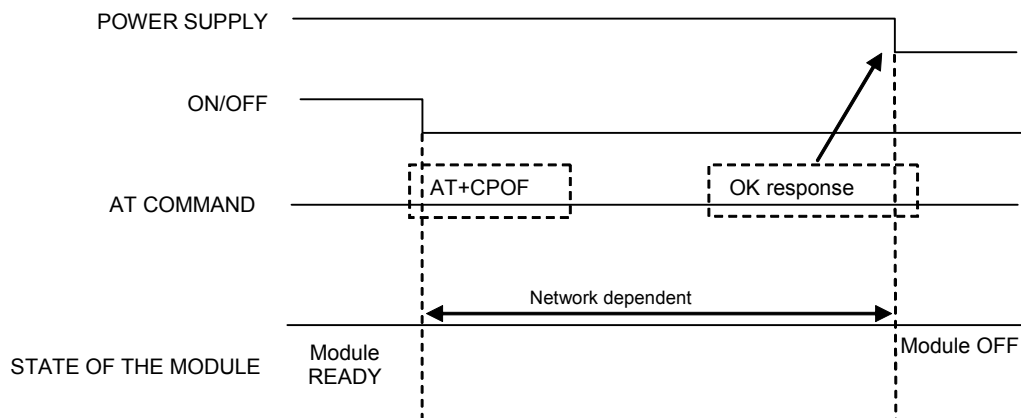 POWER SUPPLY
ON/OFF
AT+CPOF
OK response
AT COMMAND
Network dependent
Module
READY
Module OFF
STATE OF THE MODULE